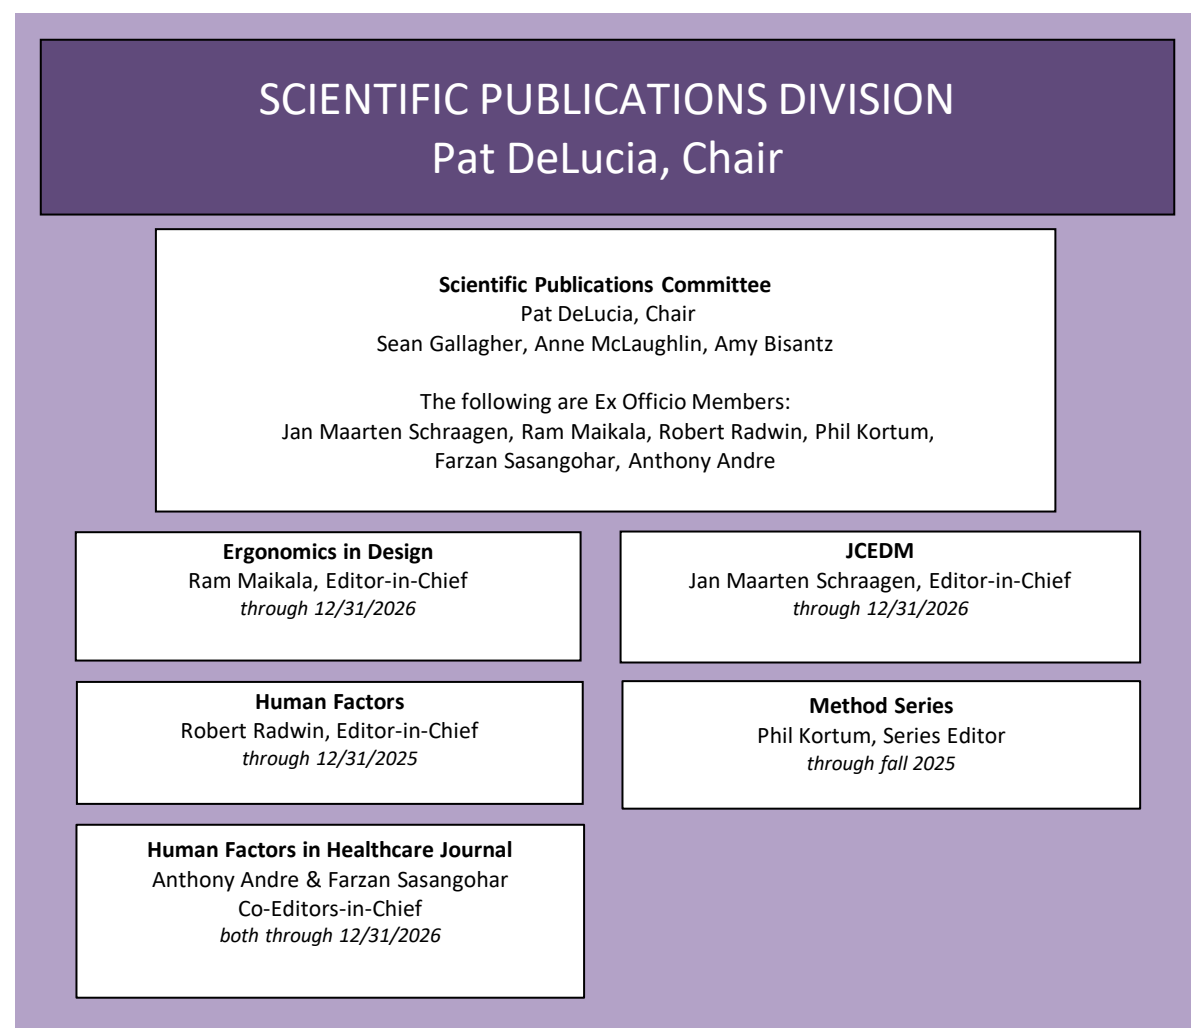 SCIENTIFIC PUBLICATIONS DIVISION
Pat DeLucia, Chair
Scientific Publications Committee
Pat DeLucia, Chair
Sean Gallagher, Anne McLaughlin, Amy Bisantz
The following are Ex Officio Members:
Jan Maarten Schraagen, Ram Maikala, Robert Radwin, Phil Kortum,
Farzan Sasangohar, Anthony Andre
Ergonomics in Design
Ram Maikala, Editor-in-Chief
through 12/31/2026
JCEDM
Jan Maarten Schraagen, Editor-in-Chief
through 12/31/2026
Human Factors
Robert Radwin, Editor-in-Chief
through 12/31/2025
Method Series
Phil Kortum, Series Editor
through fall 2025
Human Factors in Healthcare Journal
Anthony Andre & Farzan Sasangohar
Co-Editors-in-Chief
both through 12/31/2026